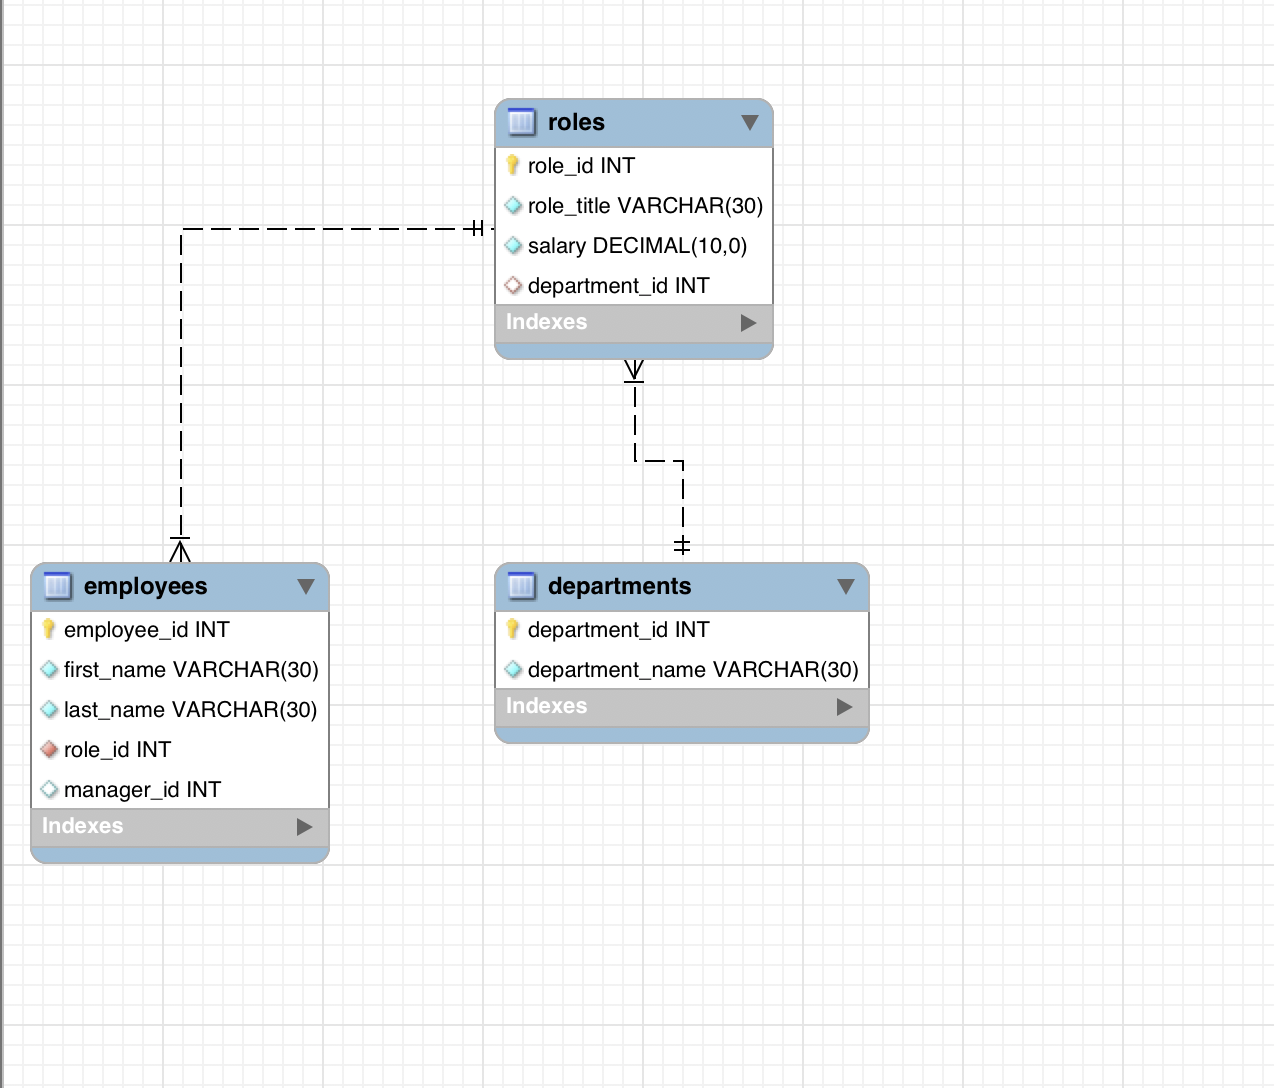 roles
role_id INT
role_title VARCHAR(30)
salary DECIMAL(10,0)
department_id INT
Indexes
employees
employee_id INT
first_name VARCHAR(30)
last_name VARCHAR(30)
role_id INT
manager_id INT
Indexes
departments
department_id INT
department_name VARCHAR(30)
Indexes